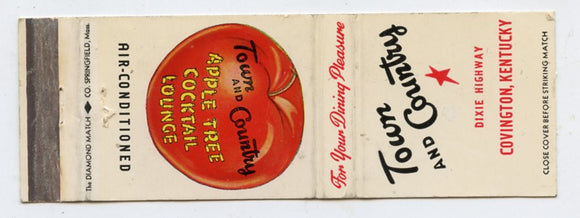 Town
AND Country
DIXIE HIGHWAY
COVINGTON, KENTUCKY
CLOSE COVER BEFORE STRIKING MATCH
For Your Dining Pleasure
Town
AND Country
APPLE TREE
COCKTAIL
LOUNGE
AIR-CONDITIONED
The DIAMOND MATCH CO. SPRINGFIELD, Mass.